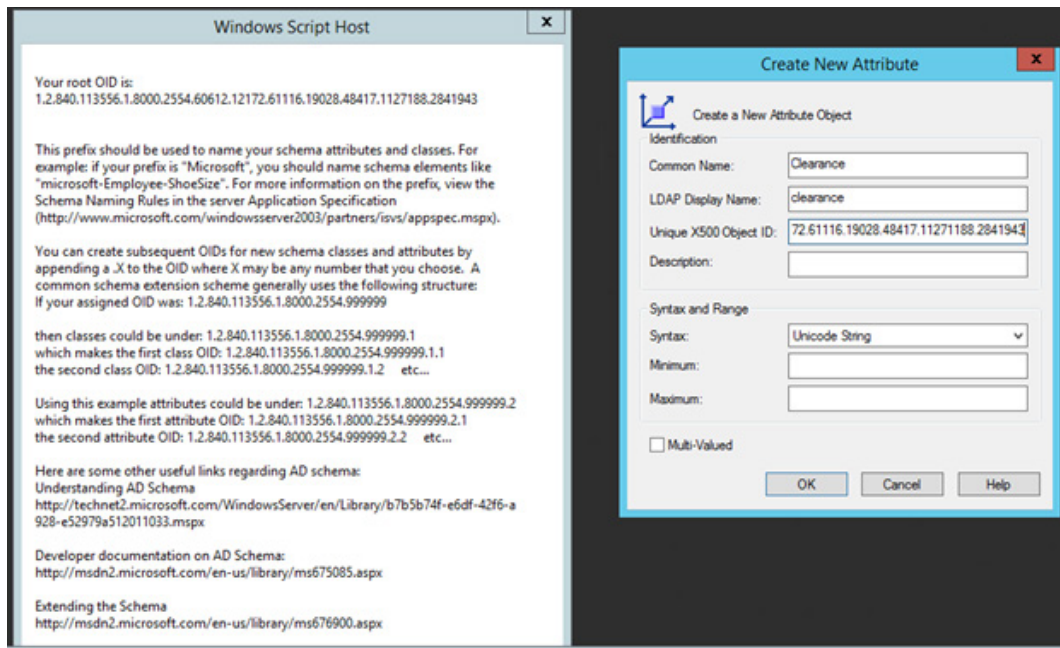 Windows Script Host
x
Your root OID is:
1.2.840.113556.1.8000.2554.60612.12172.61116.19028.48417.1127188.2841943
This prefix should be used to name your schema attributes and classes. For
example: if your prefix is "Microsoft", you should name schema elements like
"microsoft-Employee-ShoeSize". For more information on the prefix, view the
Schema Naming Rules in the server Application Specification
(http://www.microsoft.com/windowsserver2003/partners/isvs/appspec.mspx).
You can create subsequent OIDs for new schema classes and attributes by
appending a .X to the OID where X may be any number that you choose. A
common schema extension scheme generally uses the following structure:
If your assigned OID was: 1.2.840.113556.1.8000.2554.999999
then classes could be under: 1.2.840.113556.1.8000.2554.999999.1
which makes the first class OID: 1.2.840.113556.1.8000.2554.999999.1.1
the second class OID: 1.2.840.113556.1.8000.2554.999999.1.2 etc...
Using this example attributes could be under: 1.2.840.113556.1.8000.2554.999999.2
which makes the first attribute OID: 1.2.840.113556.1.8000.2554.999999.2.1
the second attribute OID: 1.2.840.113556.1.8000.2554.999999.2.2 etc...
Here are some other useful links regarding AD schema:
Understanding AD Schema
http://technet2.microsoft.com/WindowsServer/en/Library/b7b5b74f-e6df-42f6-a
928-e52979a512011033.mspx
Developer documentation on AD Schema:
http://msdn2.microsoft.com/en-us/library/ms675085.aspx
Extending the Schema
http://msdn2.microsoft.com/en-us/library/ms676900.aspx
Create New Attribute
x
Create a New Attribute Object
Identification
Common Name: Clearance
LDAP Display Name: clearance
Unique X500 Object ID: 72.61116.19028.48417.11271188.2841943
Description:
Syntax and Range
Syntax: Unicode String
Minimum:
Maximum:
Multi-Valued
OK Cancel Help